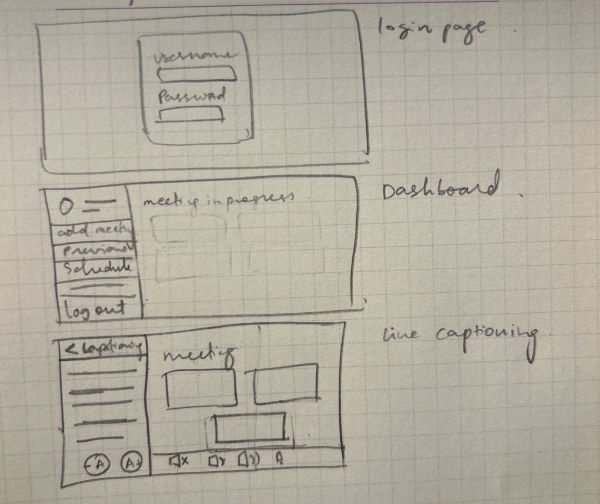 login page.
username
Password
Dashboard.
meeting in progress
add meeting
previous
Schedule
log out
live captioning
< Captioning
meeting
-A A+
A